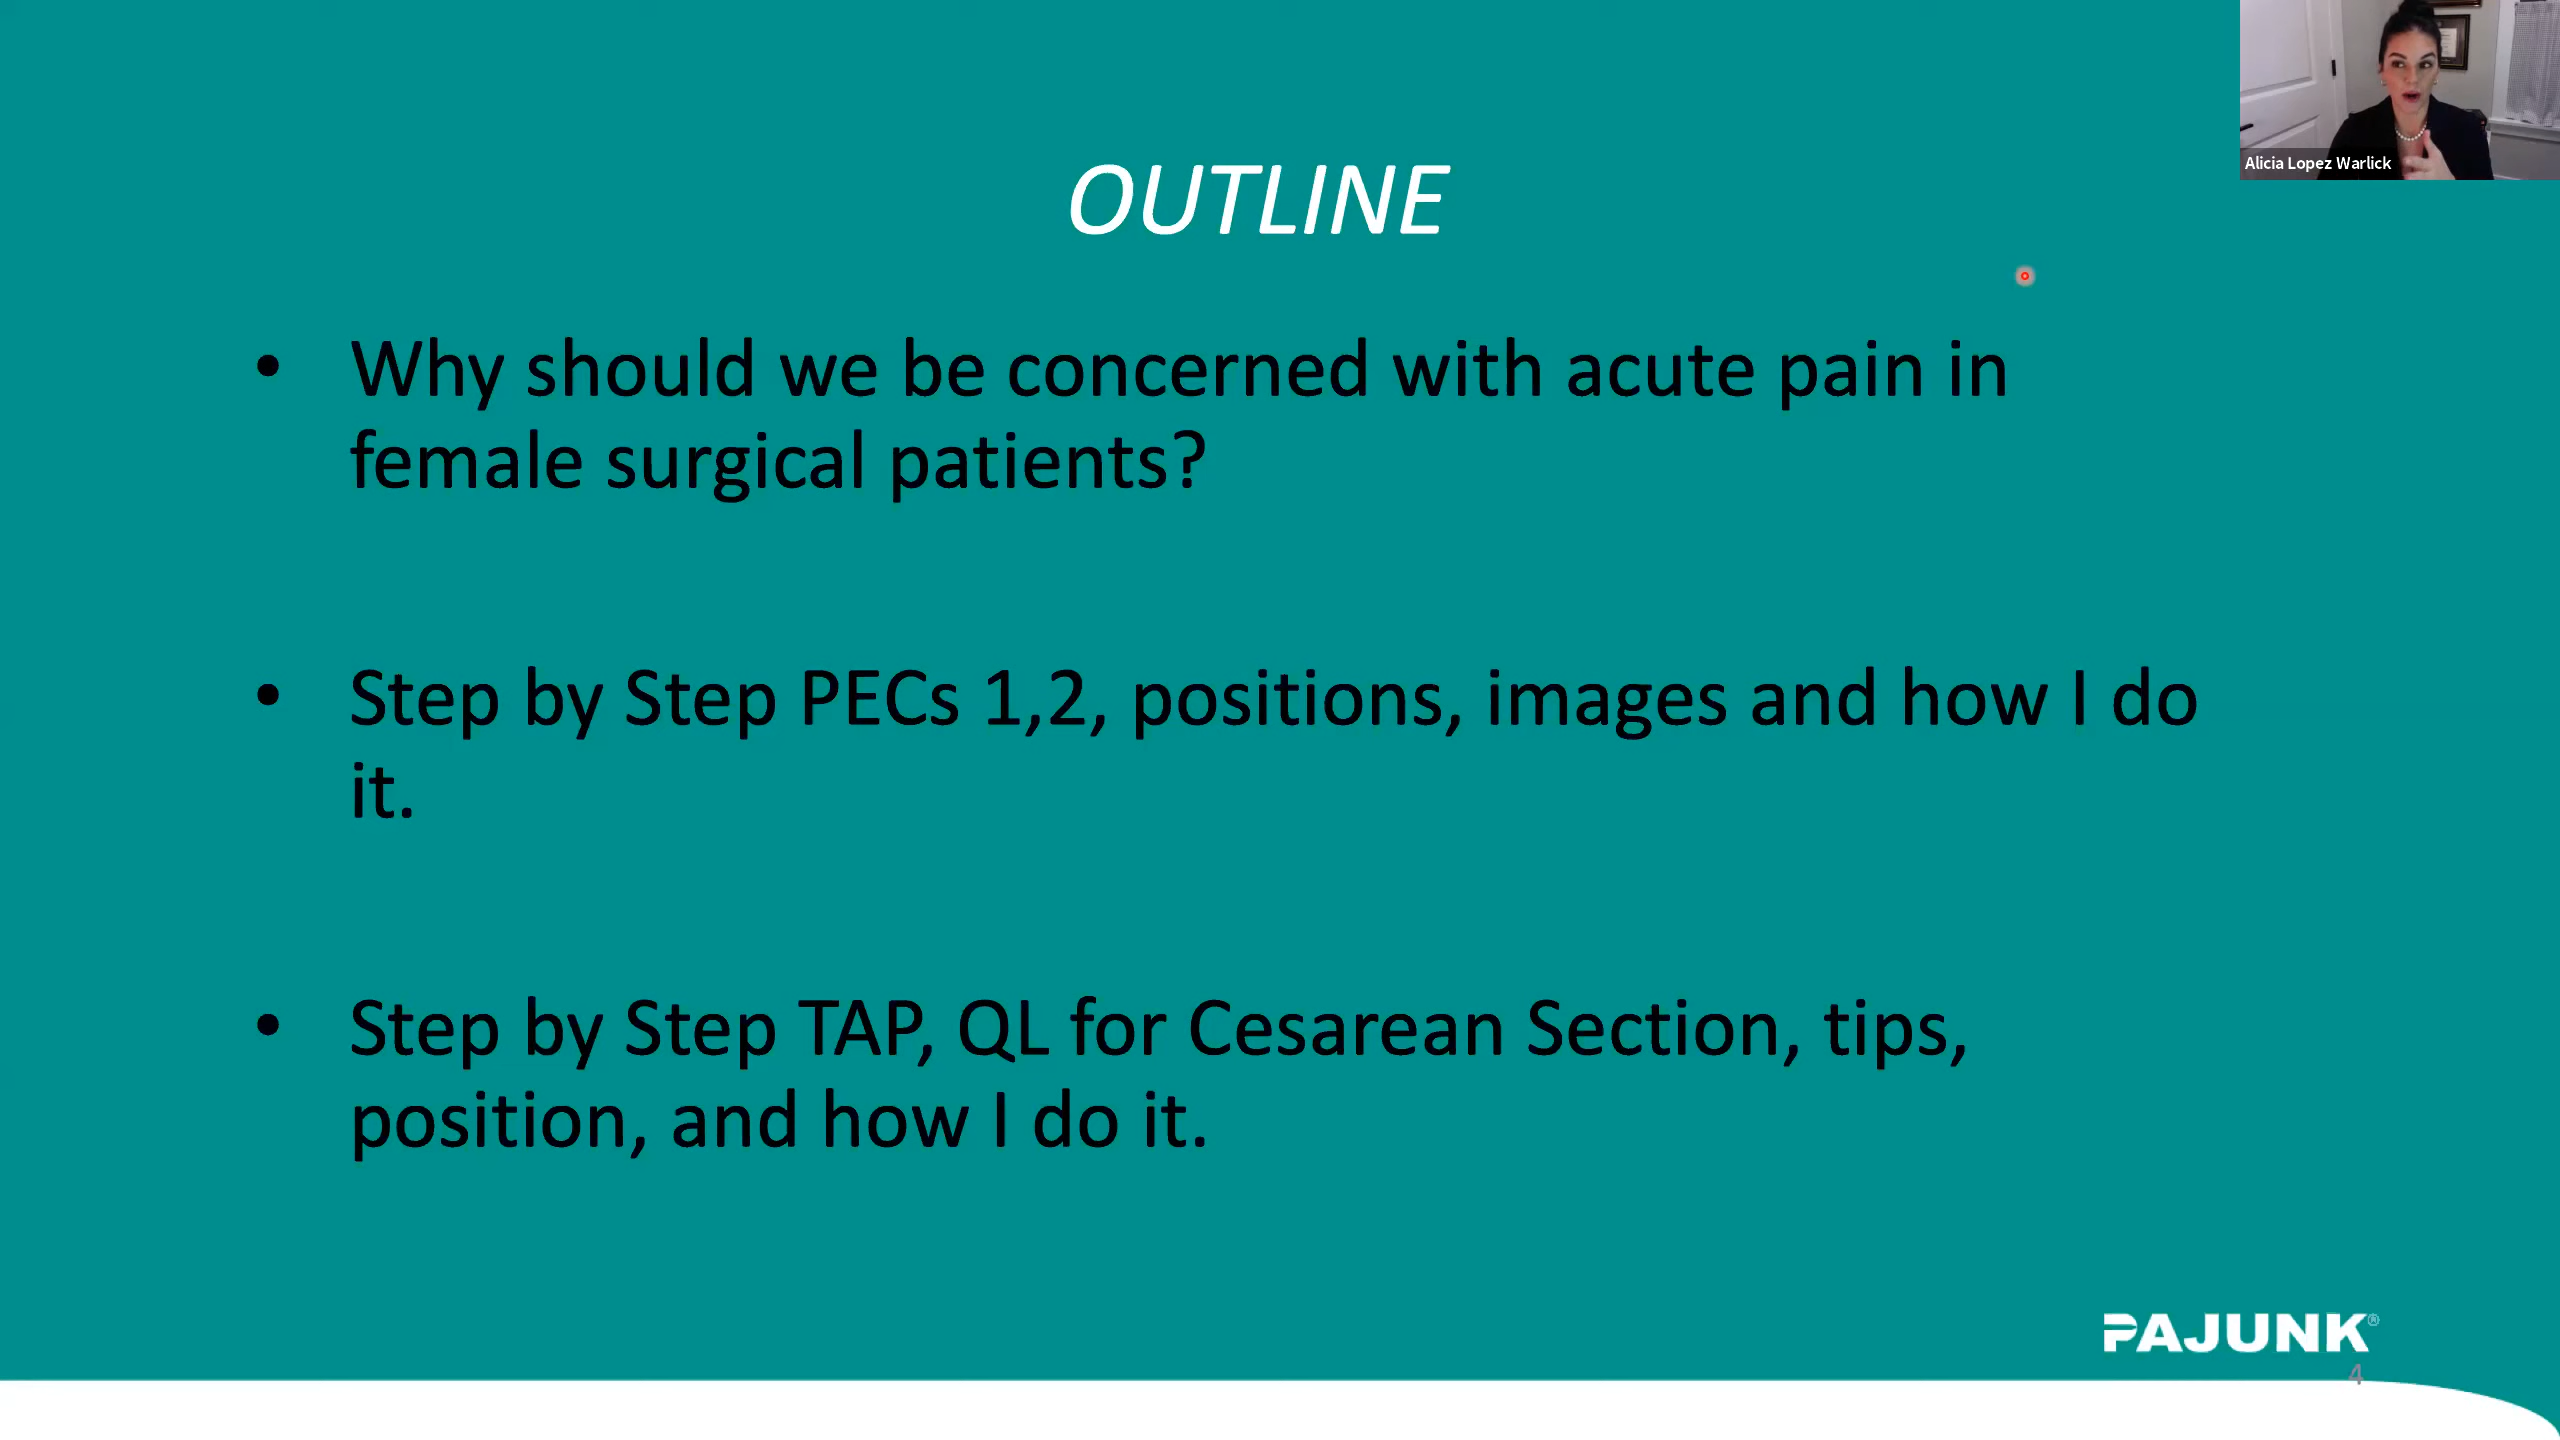 Alicia Lopez Warlick
OUTLINE
• Why should we be concerned with acute pain in
female surgical patients?
• Step by Step PECs 1,2, positions, images and how I do
it.
• Step by Step TAP, QL for Cesarean Section, tips,
position, and how I do it.
PAJUNK®
4